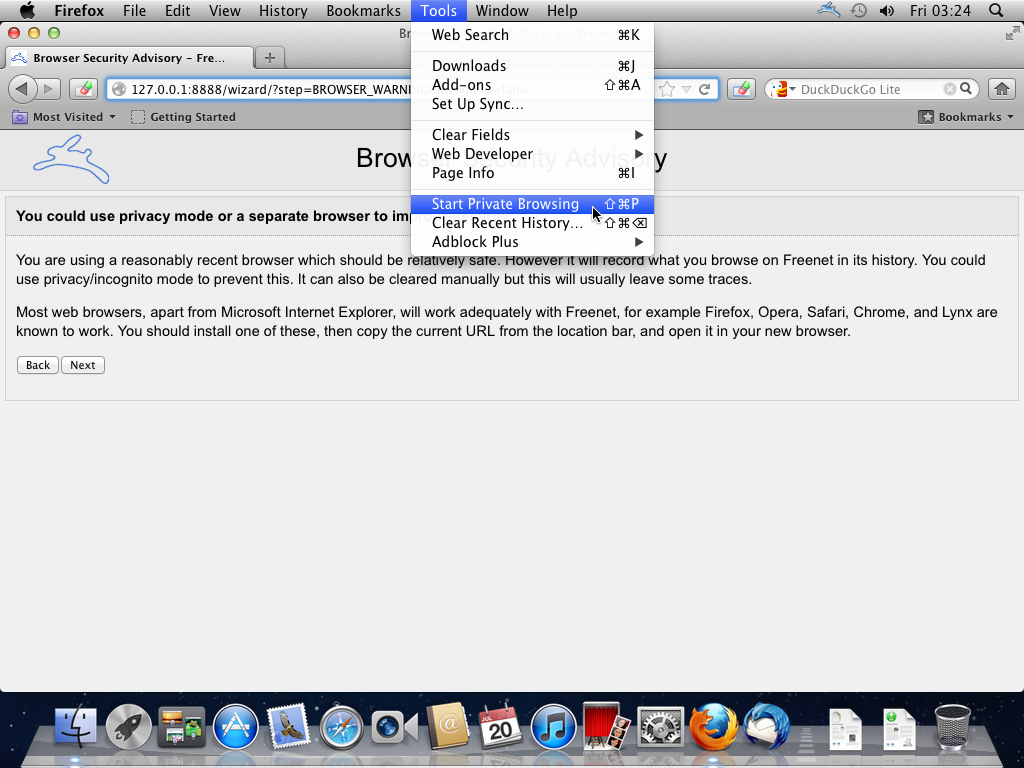 Firefox File Edit View History Bookmarks Tools Window Help Fri 03:24
Browser Security Advisory – Fre...
127.0.0.1:8888/wizard/?step=BROWSER_WARNIN
DuckDuckGo Lite
Most Visited Getting Started Bookmarks
Web Search ⌘K
Downloads ⌘J
Add-ons ⇧⌘A
Set Up Sync...
Clear Fields
Web Developer
Page Info ⌘I
Start Private Browsing ⇧⌘P
Clear Recent History... ⇧⌘⌫
Adblock Plus
Browser Security Advisory
You could use privacy mode or a separate browser to im
You are using a reasonably recent browser which should be relatively safe. However it will record what you browse on Freenet in its history. You could
use privacy/incognito mode to prevent this. It can also be cleared manually but this will usually leave some traces.
Most web browsers, apart from Microsoft Internet Explorer, will work adequately with Freenet, for example Firefox, Opera, Safari, Chrome, and Lynx are
known to work. You should install one of these, then copy the current URL from the location bar, and open it in your new browser.
Back Next
JUL
20